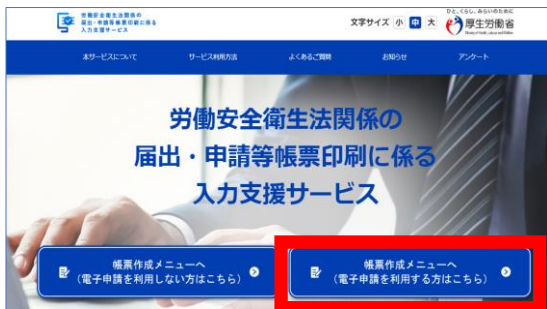 労働安全衛生法関係の
届出・申請等帳票印刷に係る
入力支援サービス
文字サイズ 小 中 大
ひと、くらし、みらいのために
厚生労働省
Ministry of Health, Labour and Welfare
本サービスについて サービス利用方法 よくあるご質問 お知らせ アンケート
労働安全衛生法関係の
届出・申請等帳票印刷に係る
入力支援サービス
帳票作成メニューへ
(電子申請を利用しない方はこちら)
帳票作成メニューへ
(電子申請を利用する方はこちら)